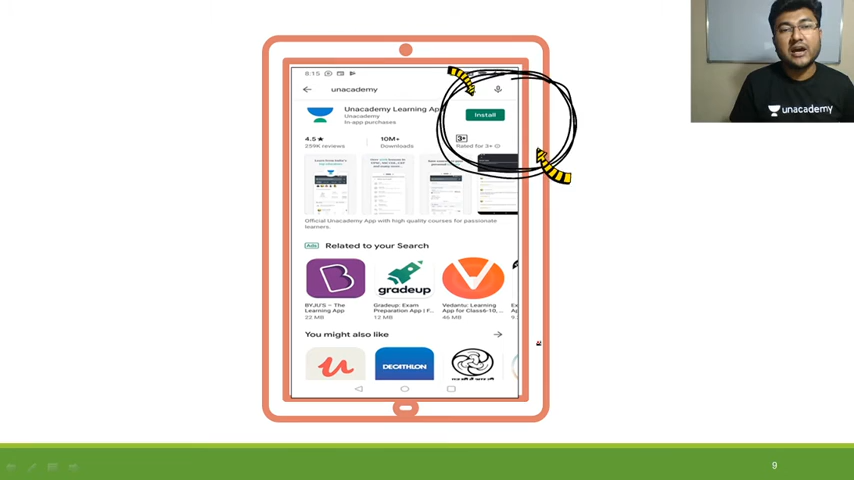 8:15
unacademy
Unacademy Learning Ap
Install
Unacademy
In-app purchases
4.5★
10M+
3+
259K reviews
Downloads
Rated for 3+
Official Unacademy App with high quality courses for passionate
learners.
Ads
Related to your Search
gradeup
BYJU'S – The
Learning App
23 MB
Gradeup: Exam
Preparation App | F...
12 MB
Vedantu: Learning
App for Class6-10, ...
46 MB
You might also like
DECATHLON
unacademy
9